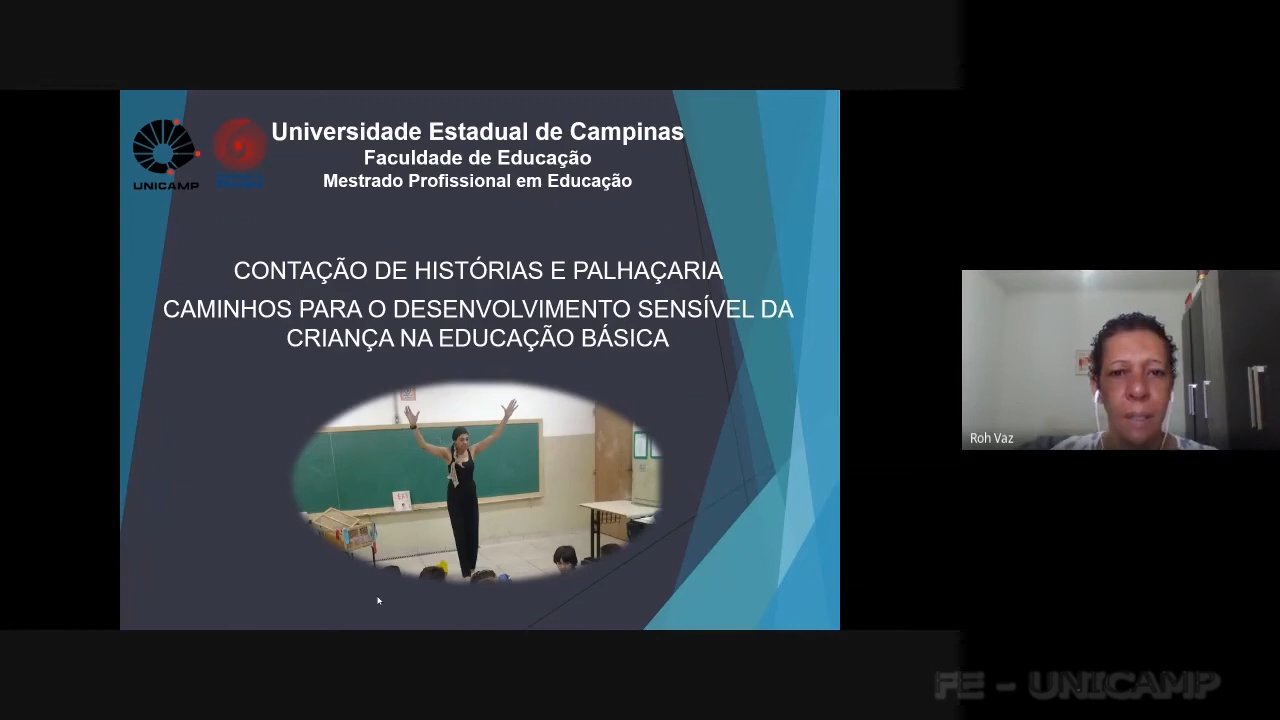 Universidade Estadual de Campinas
Faculdade de Educação
Mestrado Profissional em Educação
UNICAMP
CONTAÇÃO DE HISTÓRIAS E PALHAÇARIA
CAMINHOS PARA O DESENVOLVIMENTO SENSÍVEL DA
CRIANÇA NA EDUCAÇÃO BÁSICA
Roh Vaz
FE - UNICAMP